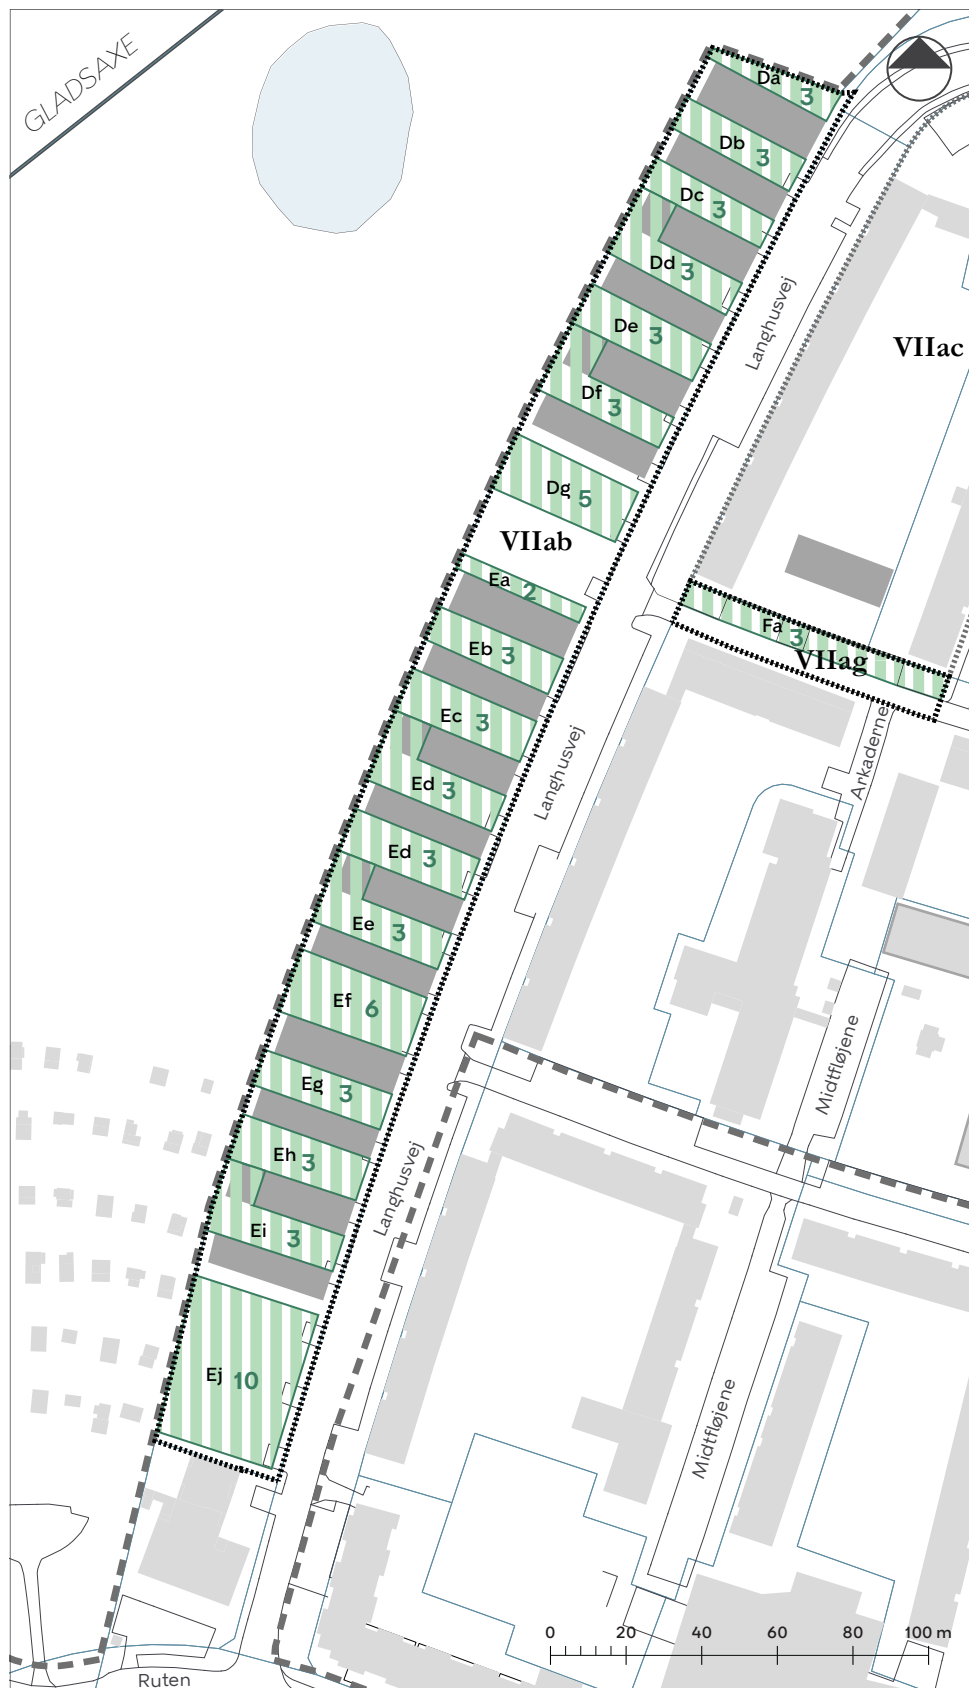 GLADSAXE
Da 3
Db 3
Dc 3
Dd 3
Langhusvej
De 3
VIIac
Df 3
Dg 5
VIIab
Ea 2
Fa 3
Eb 3
VIIag
Ec 3
Arkaderne
Langhusvej
Ed 3
Ed 3
Ee 3
Ef 6
Midtfløjene
Eg 3
Eh 3
Langhusvej
Ei 3
Ej 10
Midtfløjene
0 20 40 60 80 100 m
Ruten